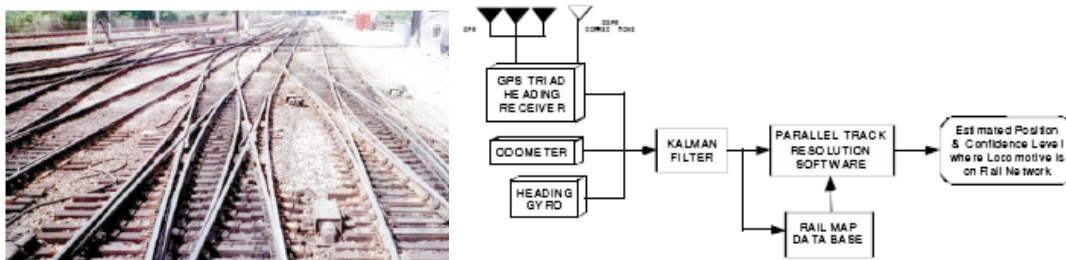 GPS
DGPS
CORRECTIONS
GPS TRIAD
HEADING
RECEIVER
ODOMETER
HEADING
GYRO
KALMAN
FILTER
PARALLEL TRACK
RESOLUTION
SOFTWARE
RAIL MAP
DATA BASE
Estimated Position
& Confidence Level
where Locomotive is
on Rail Network